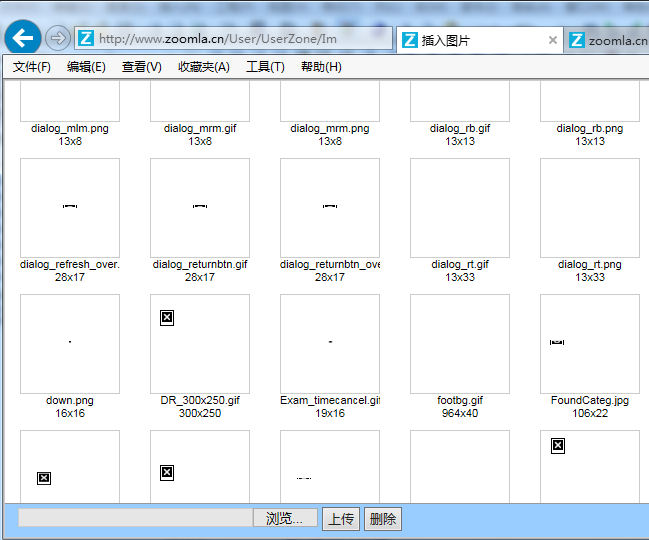 http://www.zoomla.cn/User/UserZone/Im
插入图片
zoomla.cn
文件(F) 编辑(E) 查看(V) 收藏夹(A) 工具(T) 帮助(H)
dialog_mlm.png dialog_mrm.gif dialog_mrm.png dialog_rb.gif dialog_rb.png
13x8 13x8 13x8 13x13 13x13
dialog_refresh_over. dialog_returnbtn.gif dialog_returnbtn_ove dialog_rt.gif dialog_rt.png
28x17 28x17 28x17 13x33 13x33
down.png DR_300x250.gif Exam_timecancel.gif footbg.gif FoundCateg.jpg
16x16 300x250 19x16 964x40 106x22
浏览... 上传 删除